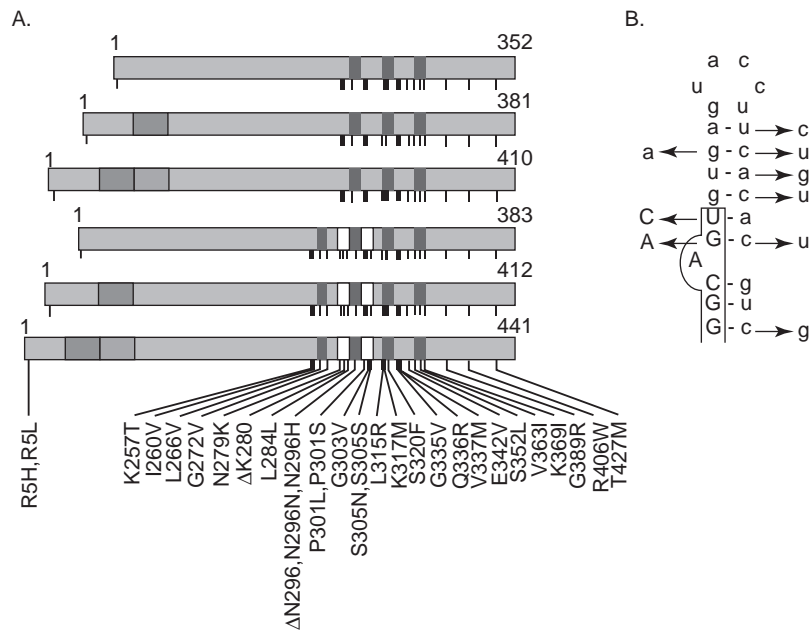 A.
1 352
1 381
1 410
1 383
1 412
1 441
R5H,R5L
K257T
I260V
L266V
G272V
N279K
ΔK280
L284L
ΔN296,N296N,N296H
P301L,P301S
G303V
S305N,S305S
L315R
K317M
S320F
G335V
Q336R
V337M
E342V
S352L
V363I
K369I
G389R
R406W
T427M
B.
a c
u c
g u
a - u c
a g - c u
u - a g
g - c u
C U - a
A G - c u
A
C - g
G - u
G - c g